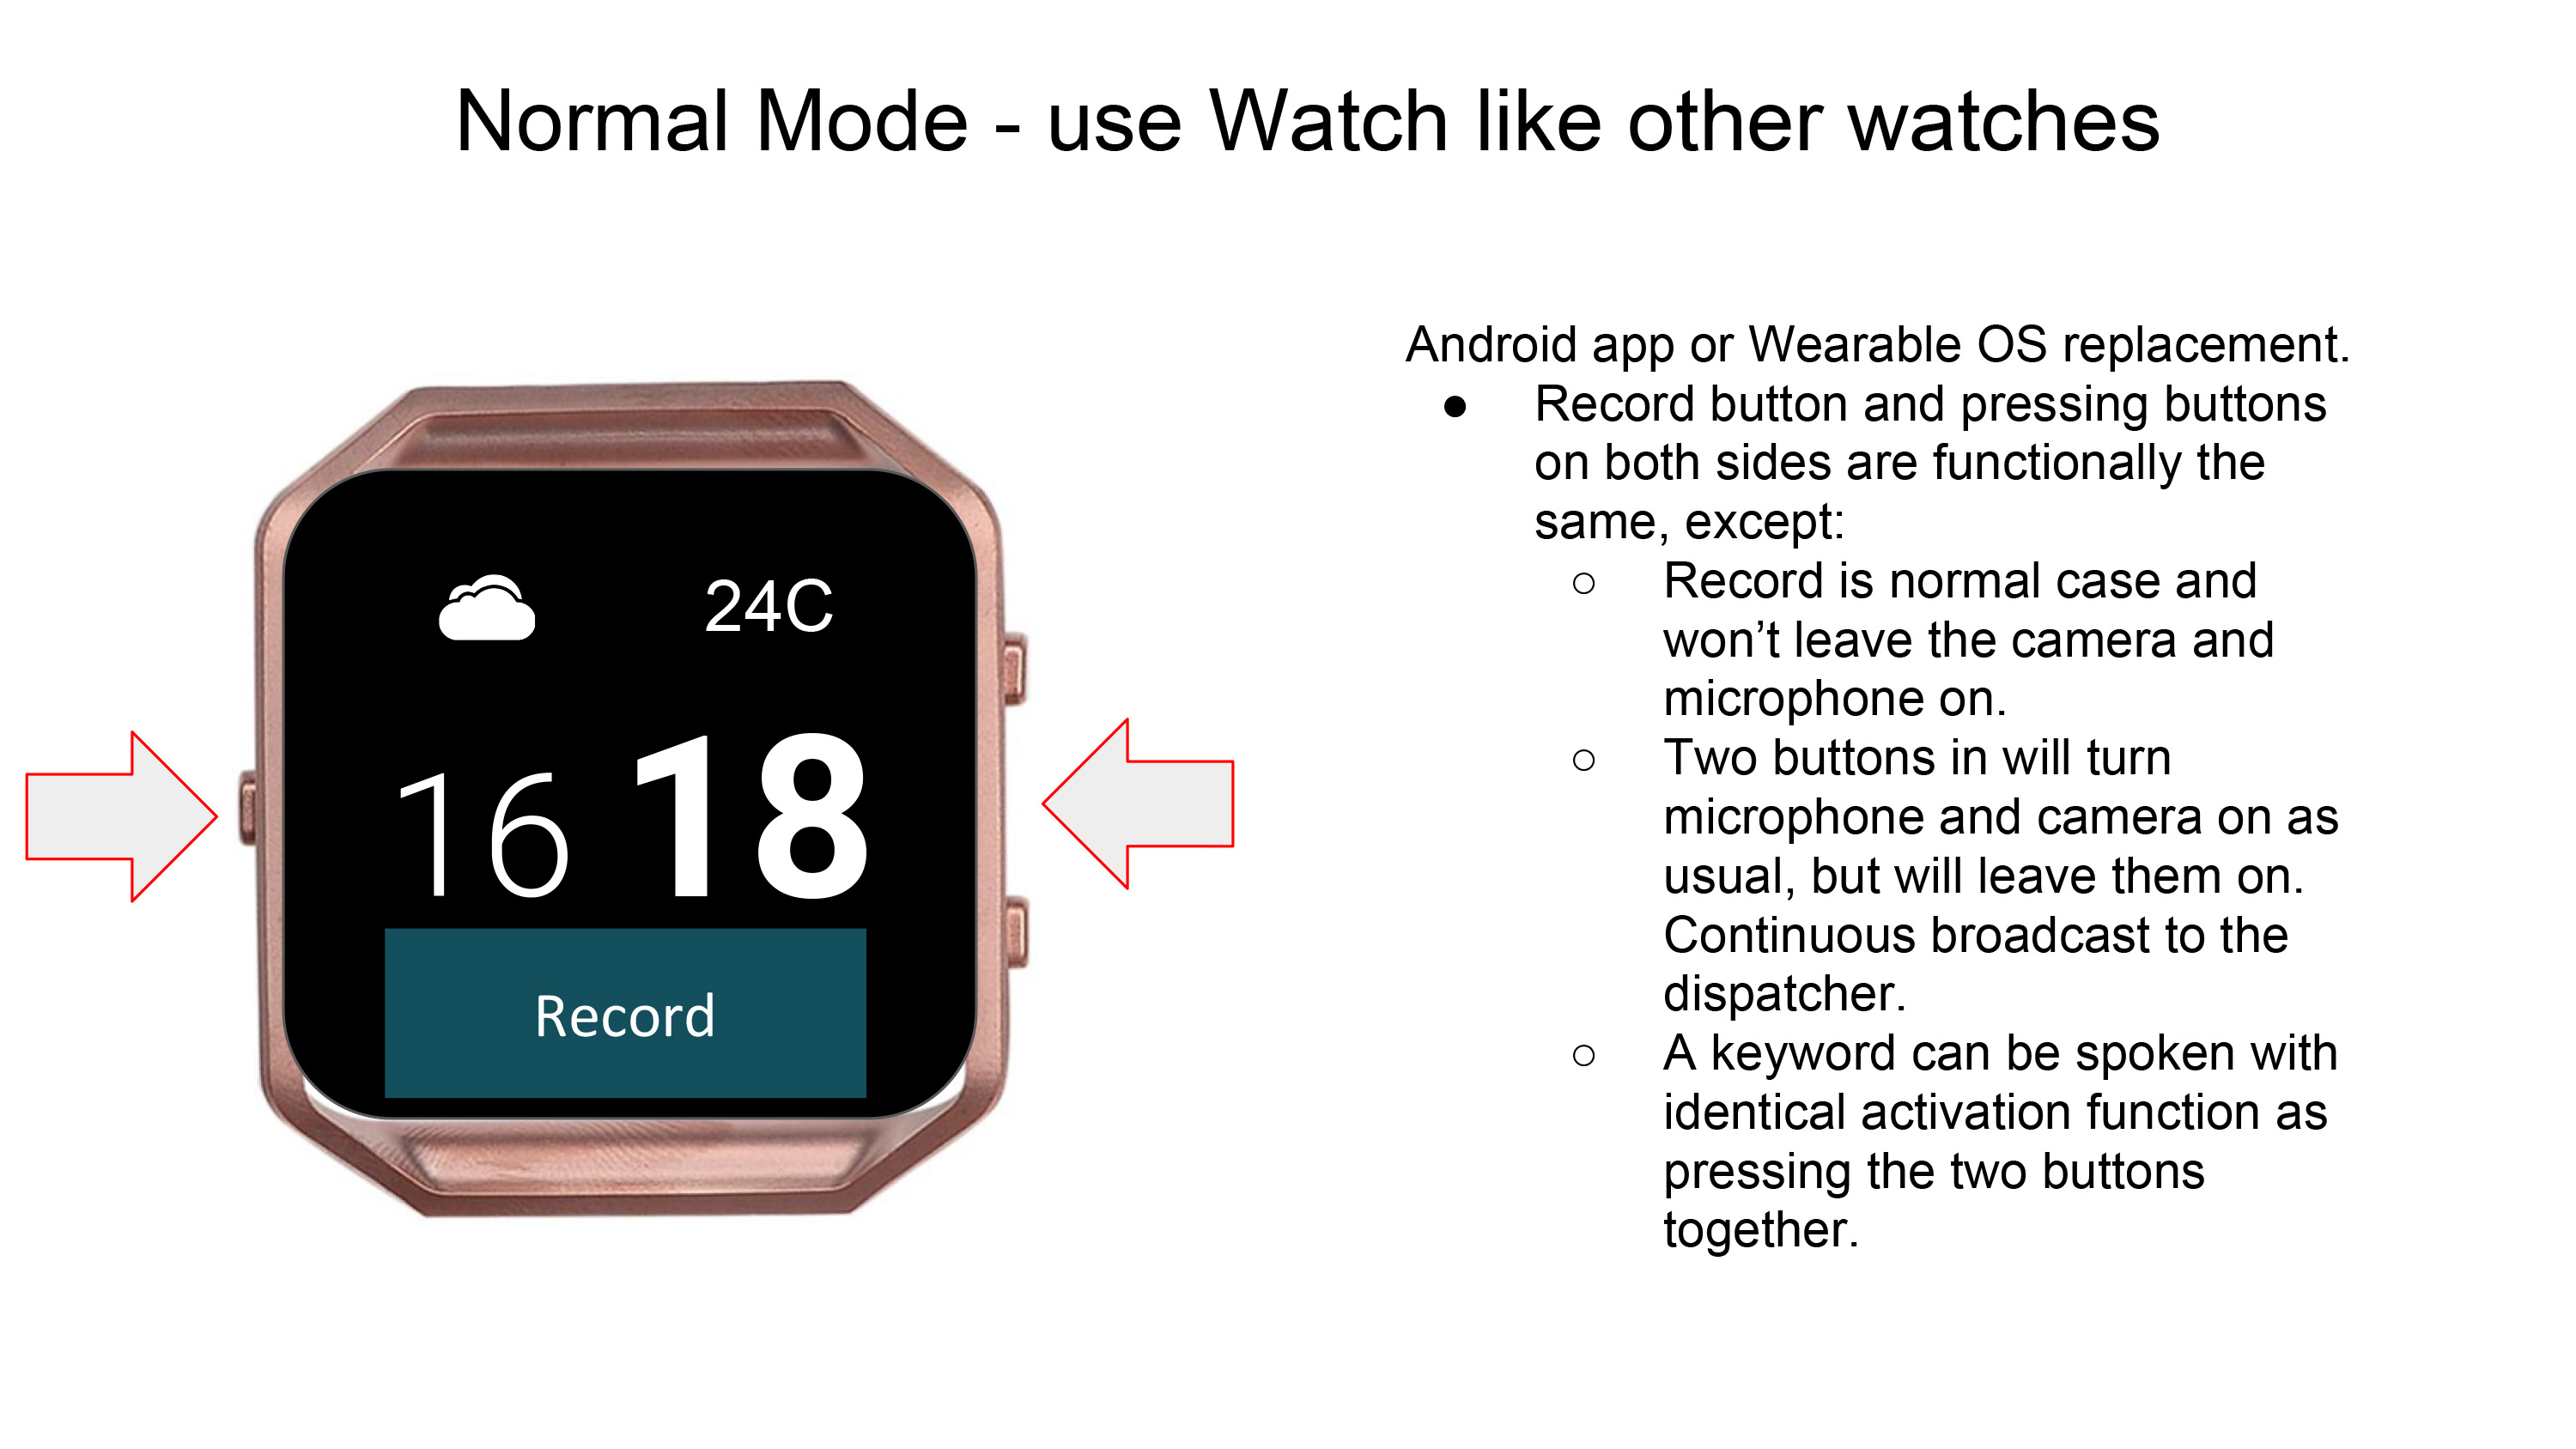 Normal Mode - use Watch like other watches
24C
16 18
Record
Android app or Wearable OS replacement.
● Record button and pressing buttons
on both sides are functionally the
same, except:
○ Record is normal case and
won’t leave the camera and
microphone on.
○ Two buttons in will turn
microphone and camera on as
usual, but will leave them on.
Continuous broadcast to the
dispatcher.
○ A keyword can be spoken with
identical activation function as
pressing the two buttons
together.